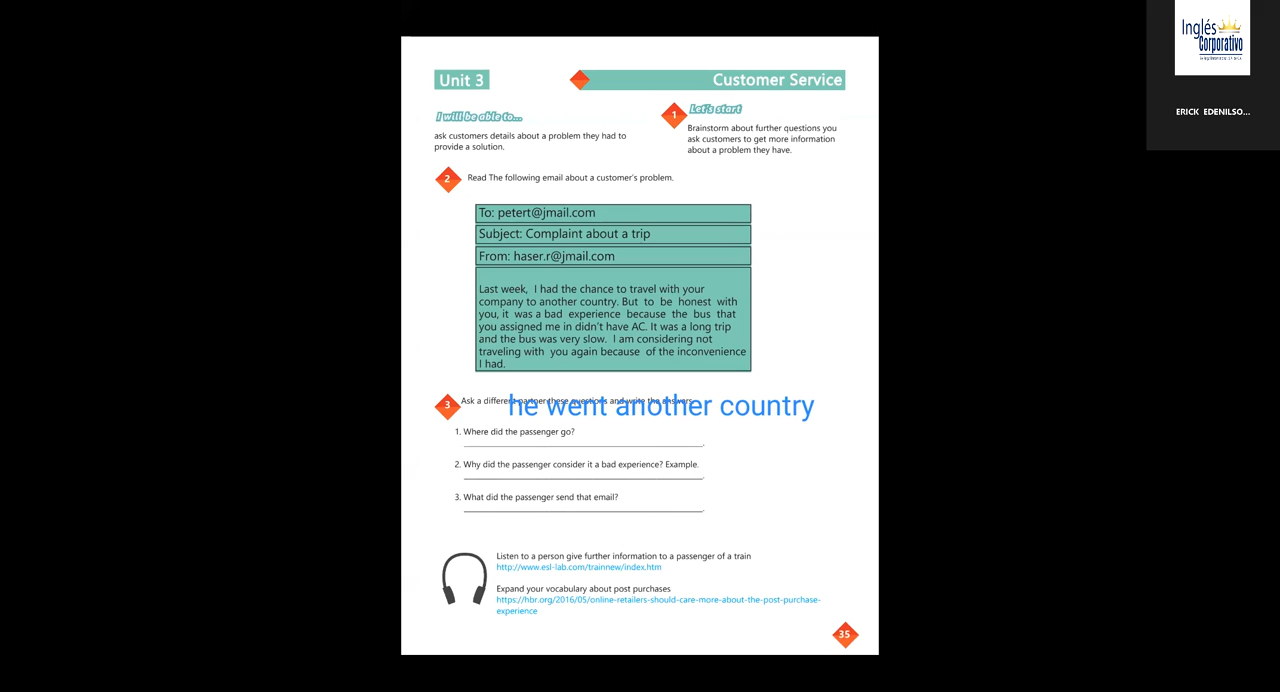 Inglés
Corporativo
ERICK EDENILSO...
Unit 3
Customer Service
I will be able to...
ask customers details about a problem they had to
provide a solution.
1
Let's start
Brainstorm about further questions you
ask customers to get more information
about a problem they have.
2
Read The following email about a customer's problem.
To: petert@jmail.com
Subject: Complaint about a trip
From: haser.r@jmail.com
Last week, I had the chance to travel with your
company to another country. But to be honest with
you, it was a bad experience because the bus that
you assigned me in didn't have AC. It was a long trip
and the bus was very slow. I am considering not
traveling with you again because of the inconvenience
I had.
3
Ask a different partner these questions and write the answers.
he went another country
1. Where did the passenger go?
2. Why did the passenger consider it a bad experience? Example.
3. What did the passenger send that email?
Listen to a person give further information to a passenger of a train
http://www.esl-lab.com/trainnew/index.htm
Expand your vocabulary about post purchases
https://hbr.org/2016/05/online-retailers-should-care-more-about-the-post-purchase-
experience
35